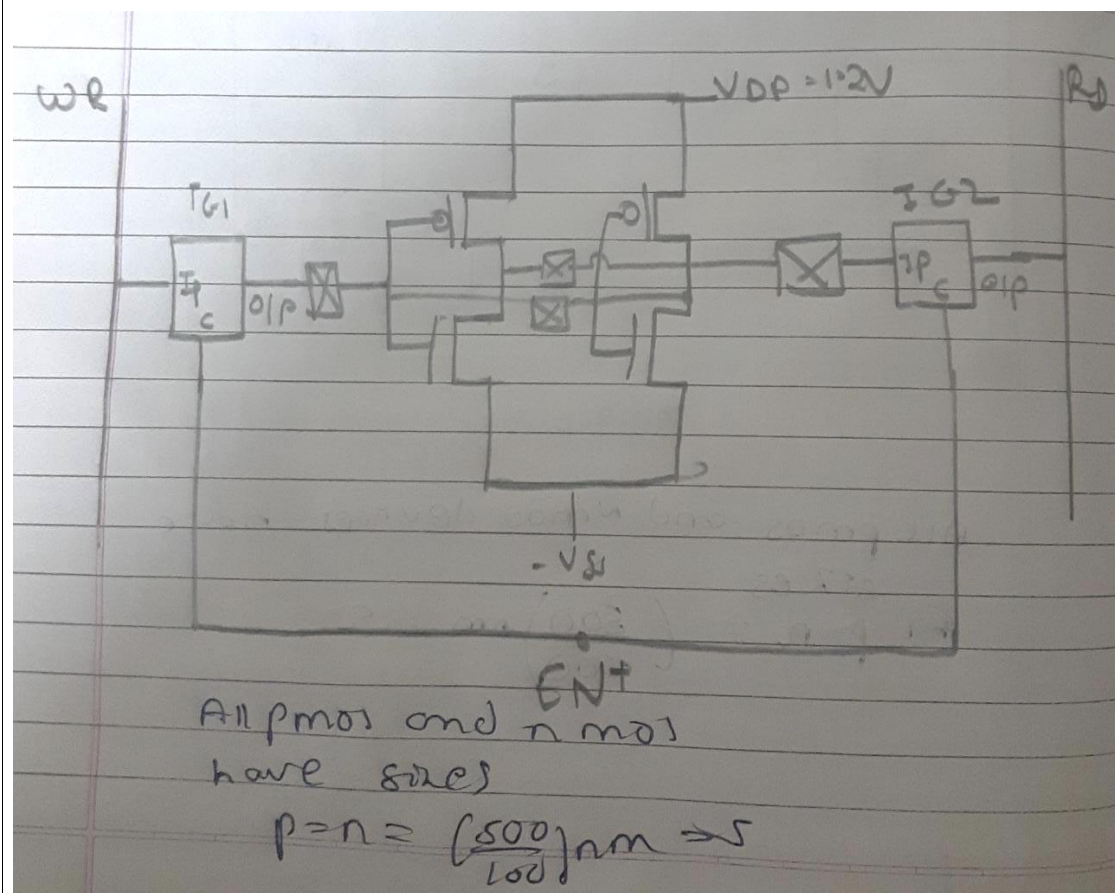 WR
VDD = 1.2V
RD
TG1
TG2
IP
C
O/P
IP
C
O/P
- VSS
EN+
All pmos and nmos
have sizes
p = n = (500/100) nm => 5